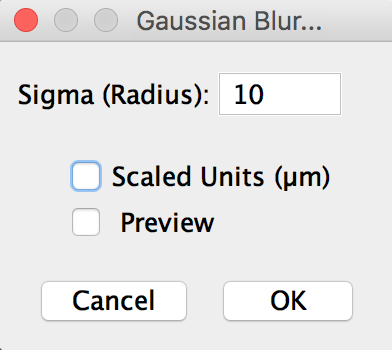 Gaussian Blur...
Sigma (Radius): 10
Scaled Units (µm)
Preview
Cancel OK